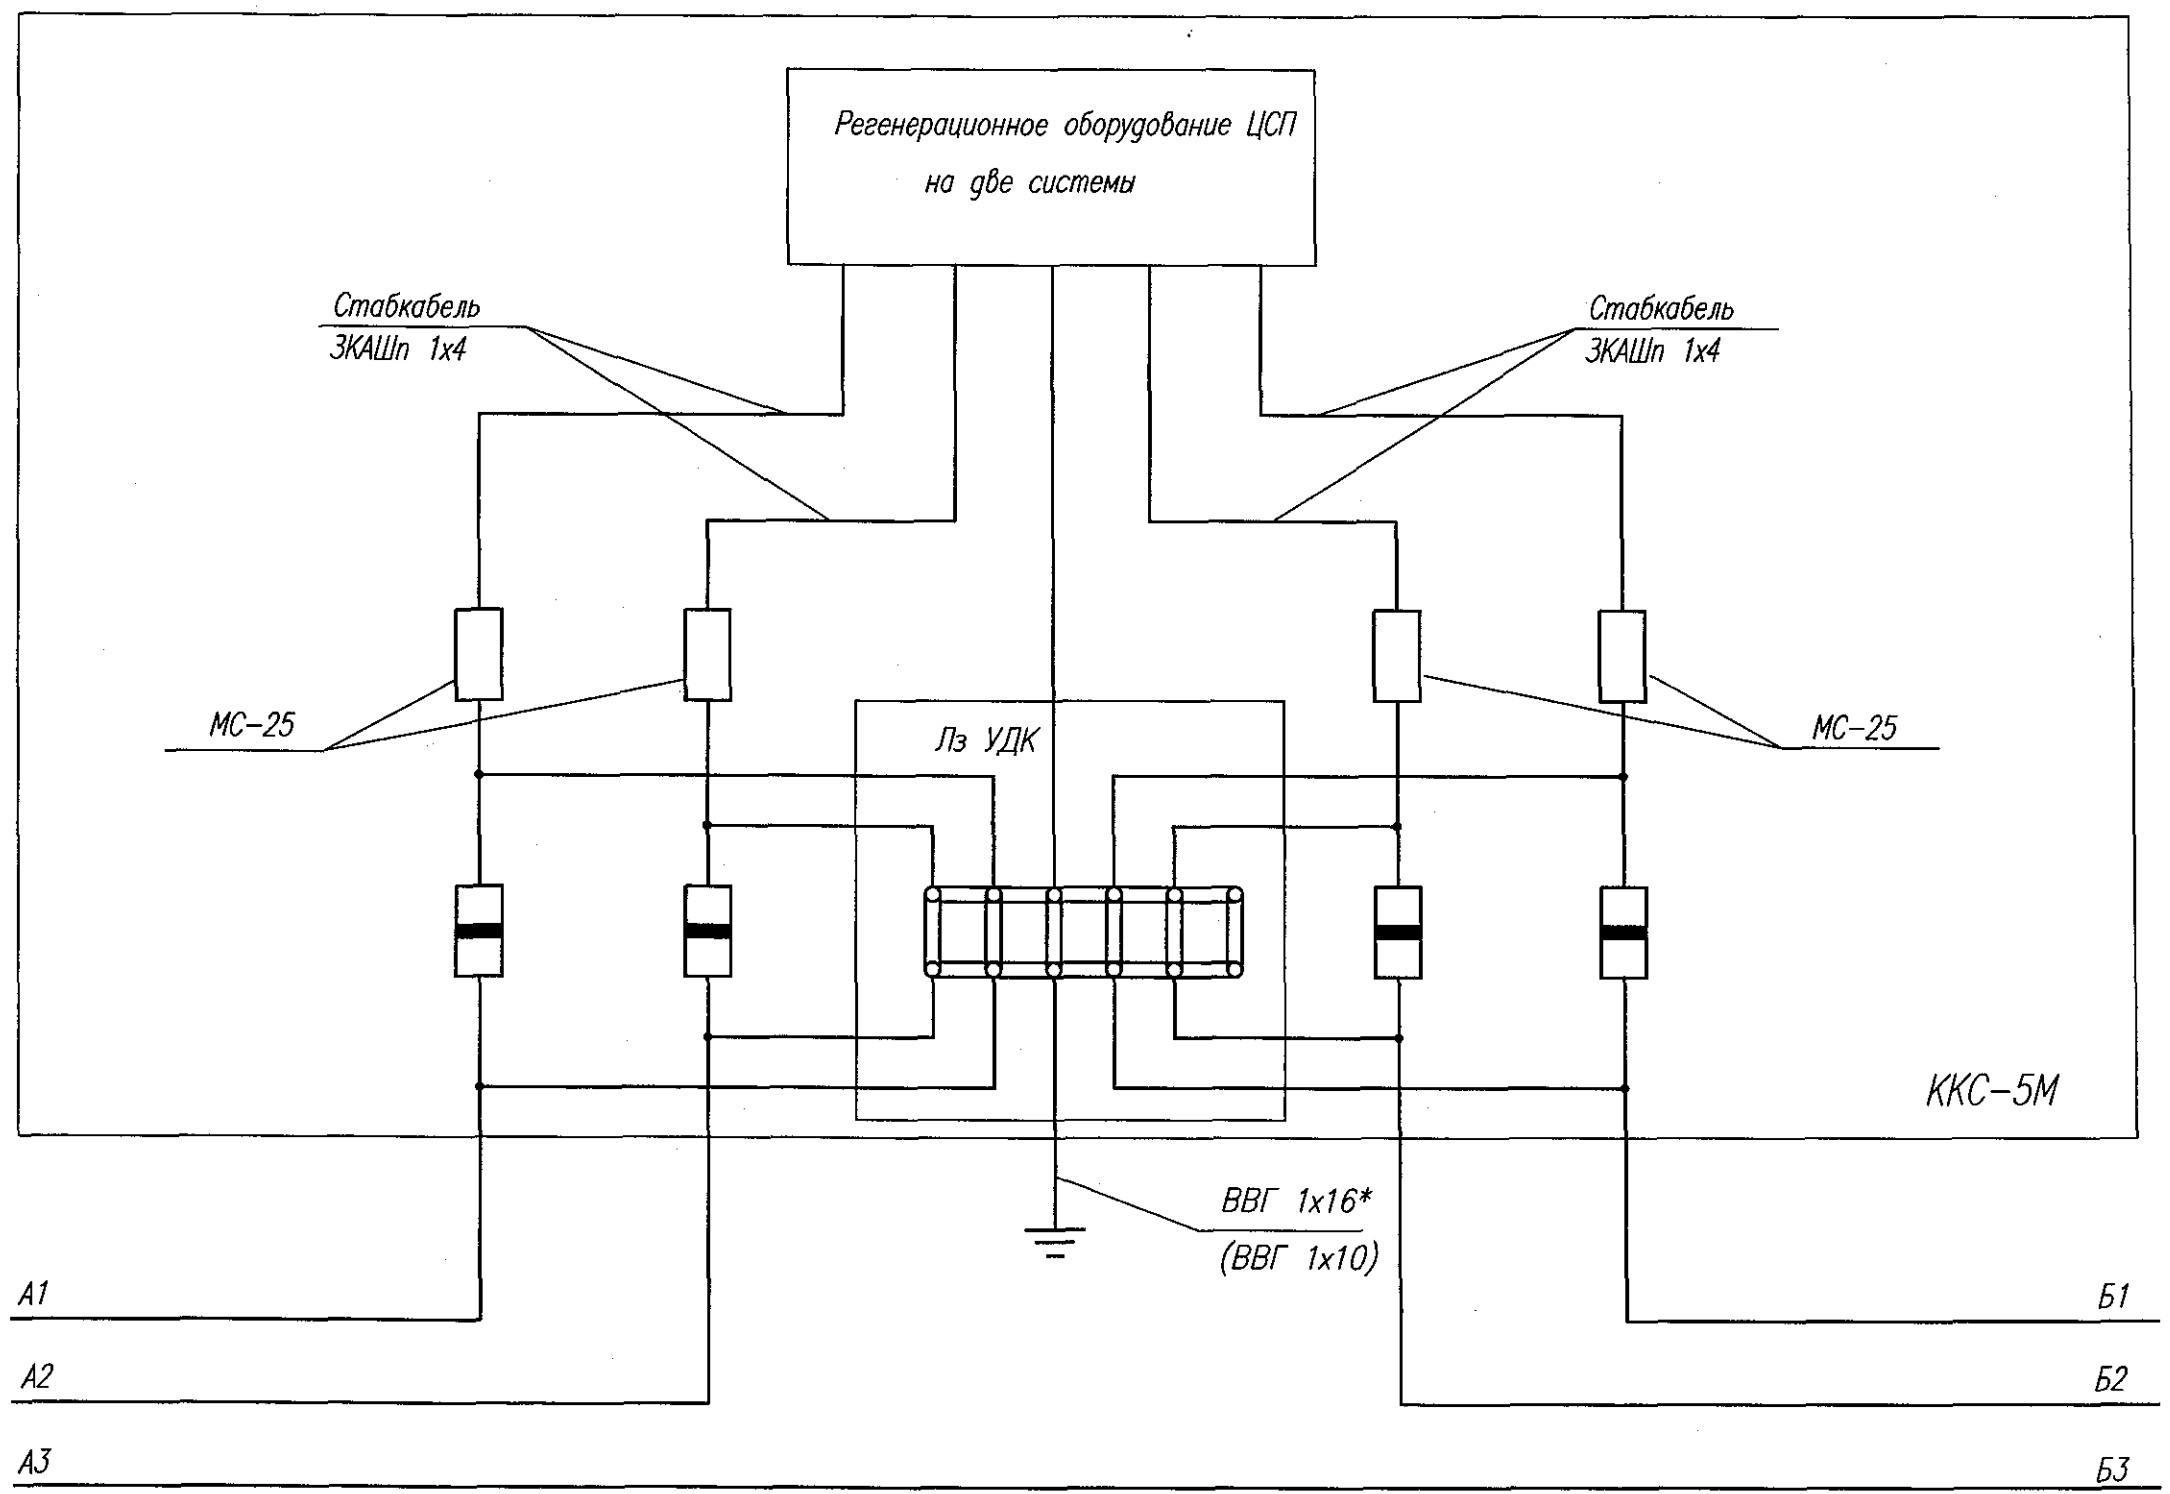 Регенерационное оборудование ЦСП
на две системы
Стабкабель
ЗКАШп 1х4
Стабкабель
ЗКАШп 1х4
МС-25
Лз УДК
МС-25
ККС-5М
ВВГ 1х16*
(ВВГ 1х10)
А1
Б1
А2
Б2
А3
Б3